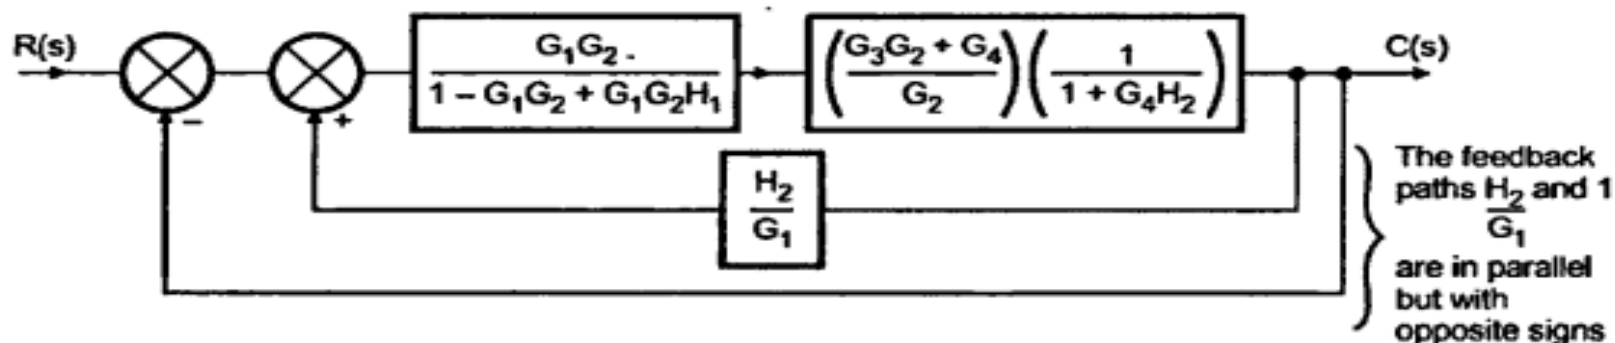 R(s)
G₁G₂
1 – G₁G₂ + G₁G₂H₁
(G₃G₂ + G₄ / G₂) (1 / 1 + G₄H₂)
C(s)
–
+
H₂
G₁
The feedback
paths H₂ and 1
G₁
are in parallel
but with
opposite signs